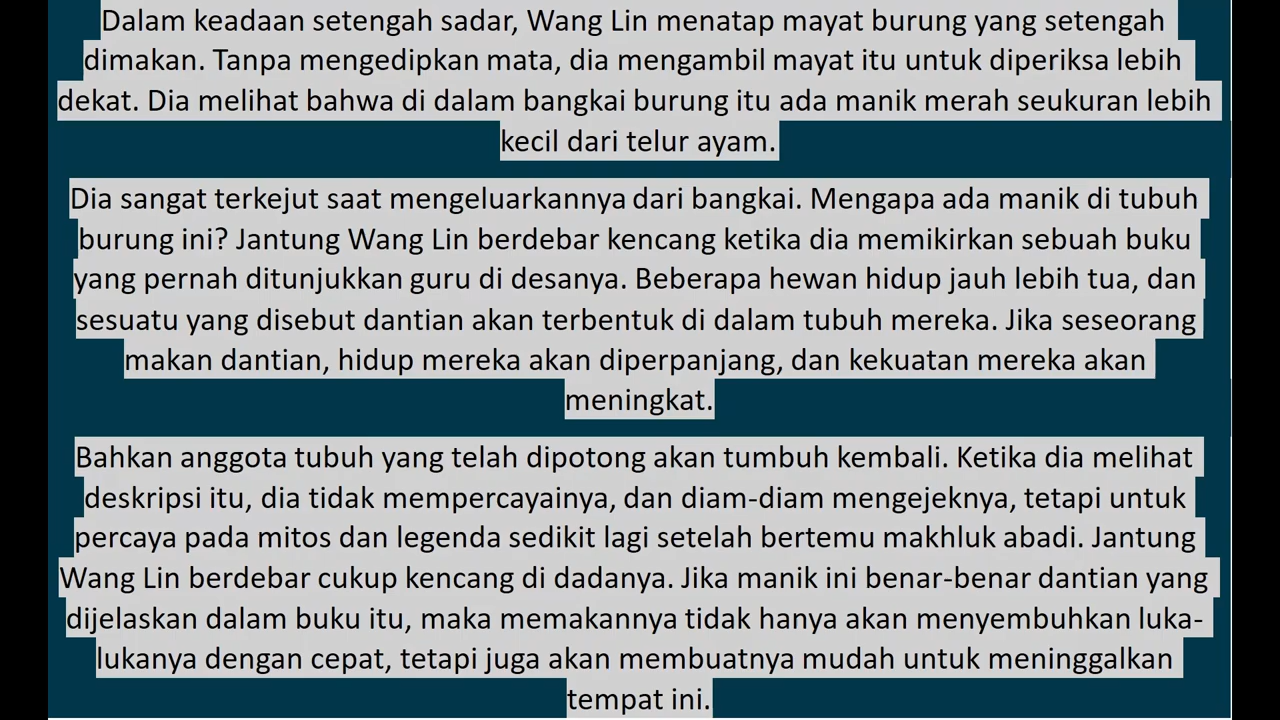 Dalam keadaan setengah sadar, Wang Lin menatap mayat burung yang setengah
dimakan. Tanpa mengedipkan mata, dia mengambil mayat itu untuk diperiksa lebih
dekat. Dia melihat bahwa di dalam bangkai burung itu ada manik merah seukuran lebih
kecil dari telur ayam.
Dia sangat terkejut saat mengeluarkannya dari bangkai. Mengapa ada manik di tubuh
burung ini? Jantung Wang Lin berdebar kencang ketika dia memikirkan sebuah buku
yang pernah ditunjukkan guru di desanya. Beberapa hewan hidup jauh lebih tua, dan
sesuatu yang disebut dantian akan terbentuk di dalam tubuh mereka. Jika seseorang
makan dantian, hidup mereka akan diperpanjang, dan kekuatan mereka akan
meningkat.
Bahkan anggota tubuh yang telah dipotong akan tumbuh kembali. Ketika dia melihat
deskripsi itu, dia tidak mempercayainya, dan diam-diam mengejeknya, tetapi untuk
percaya pada mitos dan legenda sedikit lagi setelah bertemu makhluk abadi. Jantung
Wang Lin berdebar cukup kencang di dadanya. Jika manik ini benar-benar dantian yang
dijelaskan dalam buku itu, maka memakannya tidak hanya akan menyembuhkan luka-
lukanya dengan cepat, tetapi juga akan membuatnya mudah untuk meninggalkan
tempat ini.